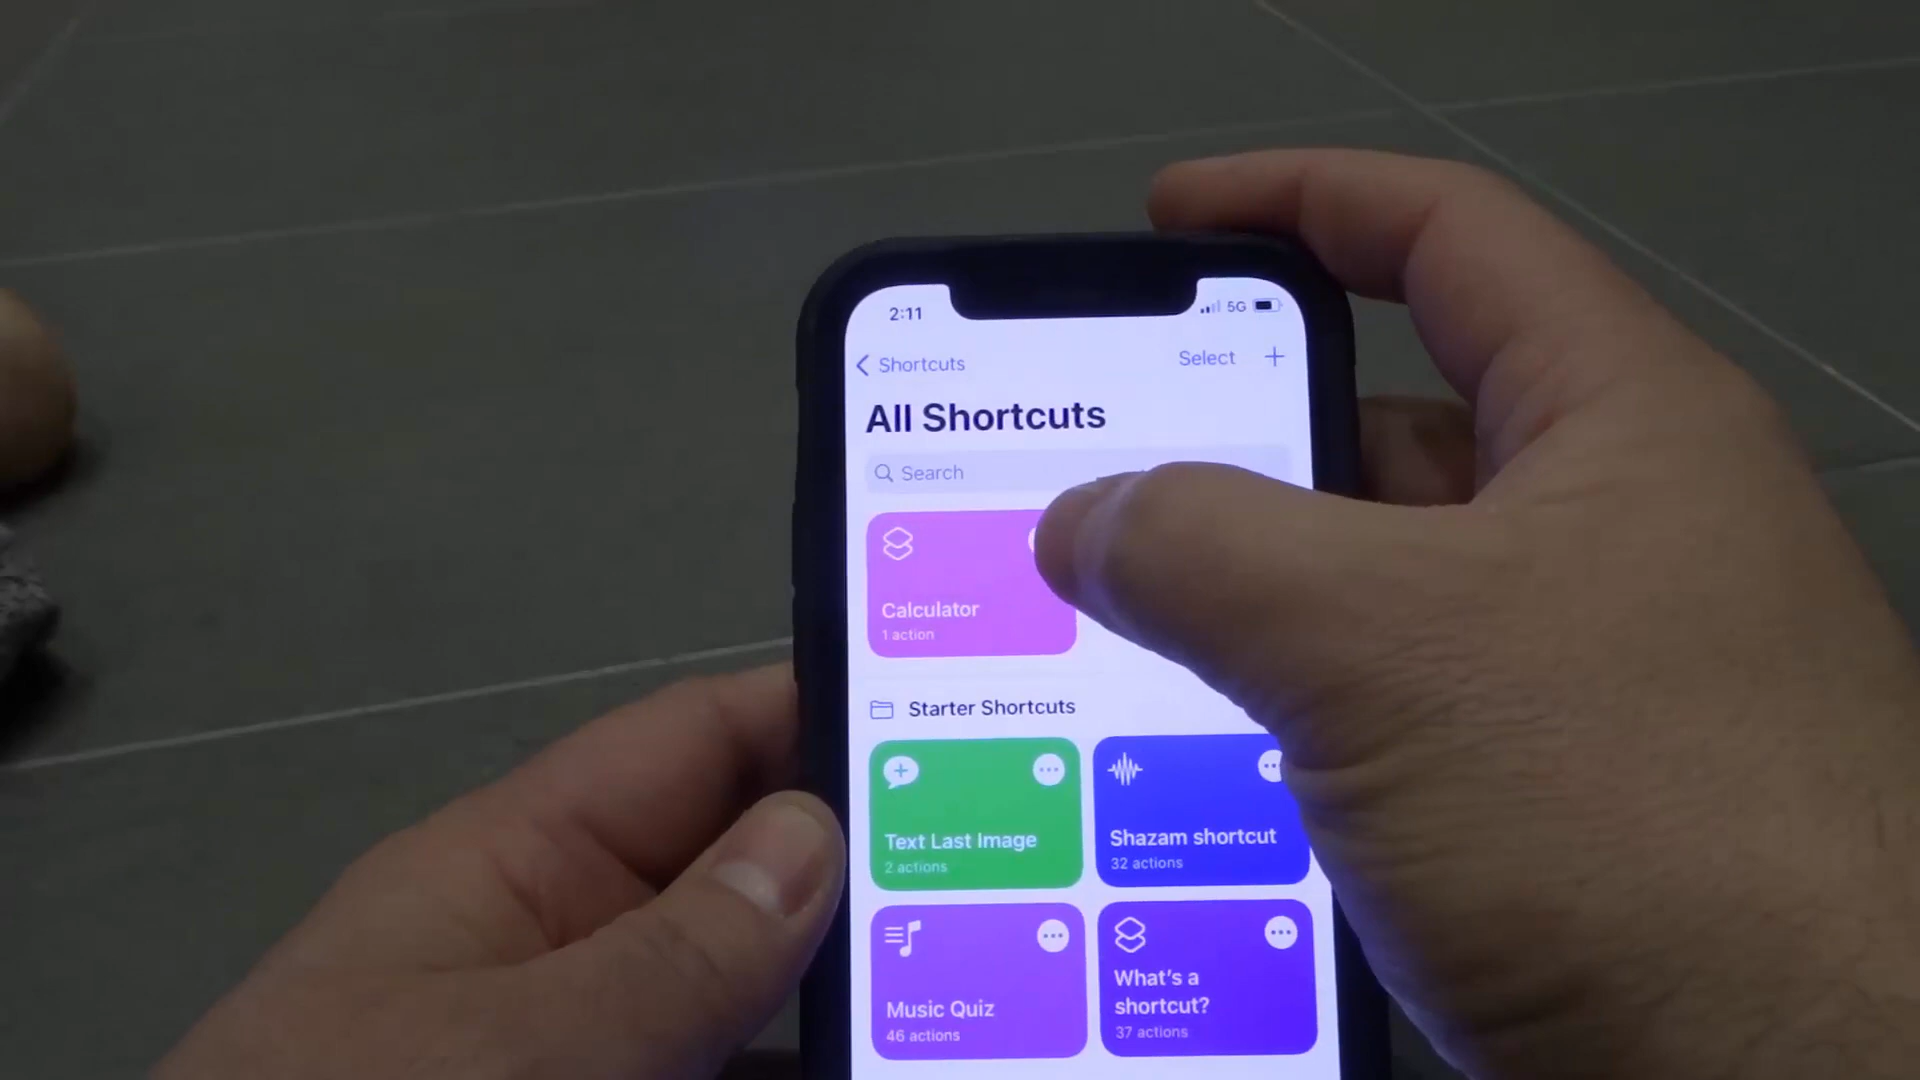 2:11
5G
Shortcuts
Select
All Shortcuts
Search
Calculator
1 action
Starter Shortcuts
Text Last Image
2 actions
Shazam shortcut
32 actions
Music Quiz
46 actions
What's a
shortcut?
37 actions